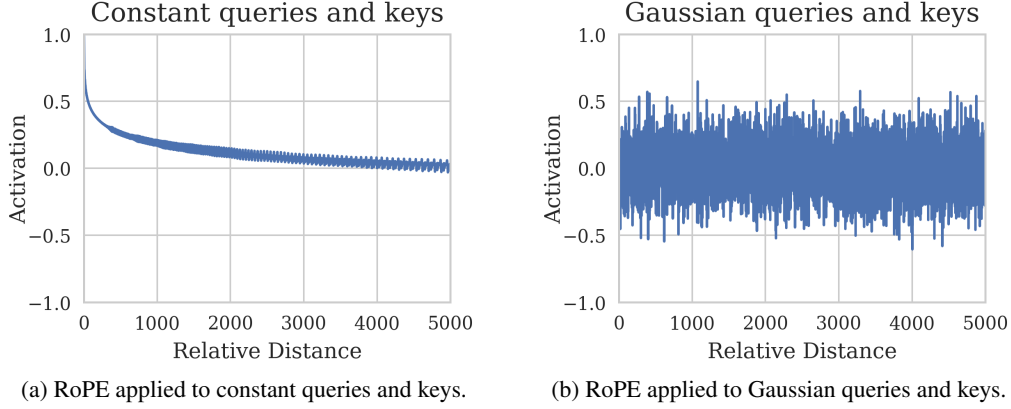 Constant queries and keys
1.0
0.5
0.0
−0.5
−1.0
Activation
0 1000 2000 3000 4000 5000
Relative Distance
(a) RoPE applied to constant queries and keys.
Gaussian queries and keys
1.0
0.5
0.0
−0.5
−1.0
Activation
0 1000 2000 3000 4000 5000
Relative Distance
(b) RoPE applied to Gaussian queries and keys.